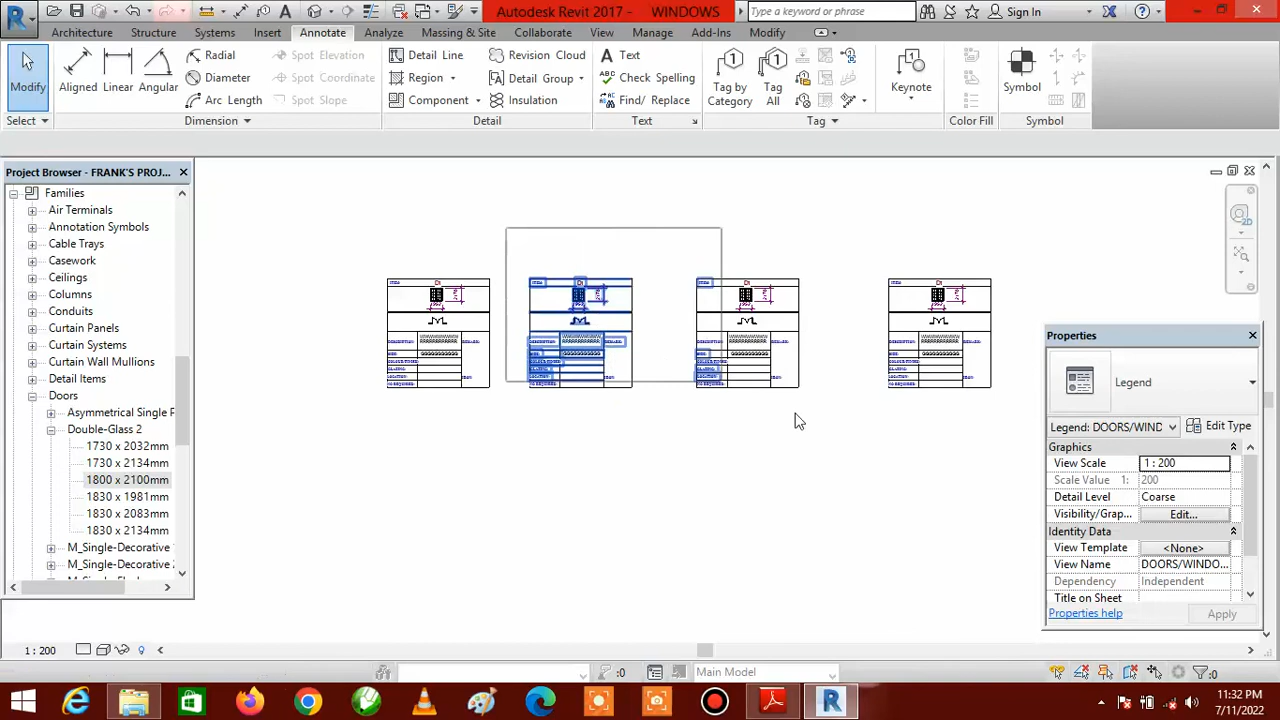 Autodesk Revit 2017 - WINDOWS
Type a keyword or phrase
Sign In
Architecture Structure Systems Insert Annotate Analyze Massing & Site Collaborate View Manage Add-Ins Modify
Modify
Select
Aligned
Linear
Angular
Radial
Diameter
Arc Length
Spot Elevation
Spot Coordinate
Spot Slope
Dimension
Detail Line
Region
Component
Revision Cloud
Detail Group
Insulation
Detail
Text
Check Spelling
Find/ Replace
Text
Tag by Category
Tag All
Tag
Keynote
Color Fill
Symbol
Symbol
Project Browser - FRANK'S PROJ...
Families
Air Terminals
Annotation Symbols
Cable Trays
Casework
Ceilings
Columns
Conduits
Curtain Panels
Curtain Systems
Curtain Wall Mullions
Detail Items
Doors
Asymmetrical Single P
Double-Glass 2
1730 x 2032mm
1730 x 2134mm
1800 x 2100mm
1830 x 1981mm
1830 x 2083mm
1830 x 2134mm
M_Single-Decorative
M_Single-Decorative 2
Properties
Legend
Legend: DOORS/WIND
Edit Type
Graphics
View Scale 1 : 200
Scale Value 1: 200
Detail Level Coarse
Visibility/Grap... Edit...
Identity Data
View Template <None>
View Name DOORS/WINDO...
Dependency Independent
Title on Sheet
Properties help
Apply
2D
1 : 200
:0
Main Model
:0
11:32 PM
7/11/2022